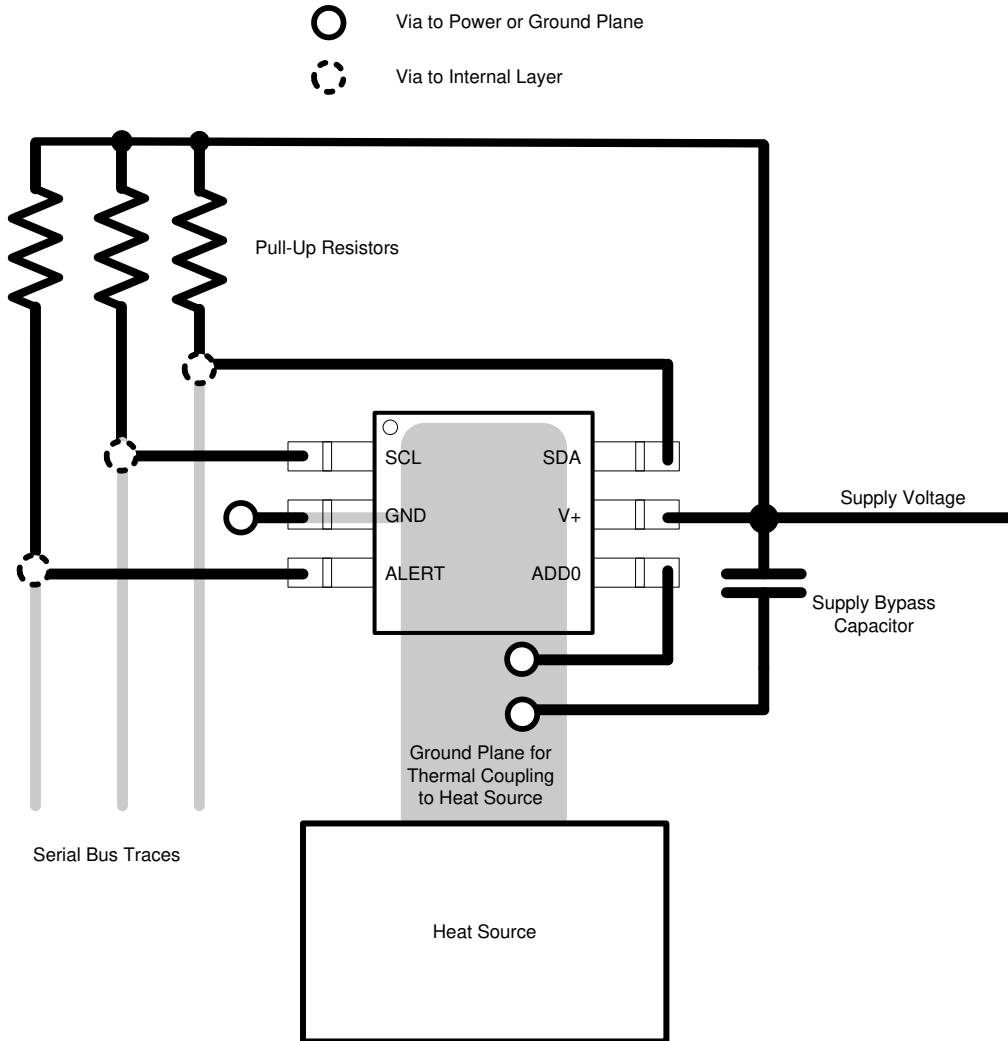 Via to Power or Ground Plane
Via to Internal Layer
Pull-Up Resistors
SCL
SDA
GND
V+
ALERT
ADD0
Supply Voltage
Supply Bypass
Capacitor
Ground Plane for
Thermal Coupling
to Heat Source
Serial Bus Traces
Heat Source